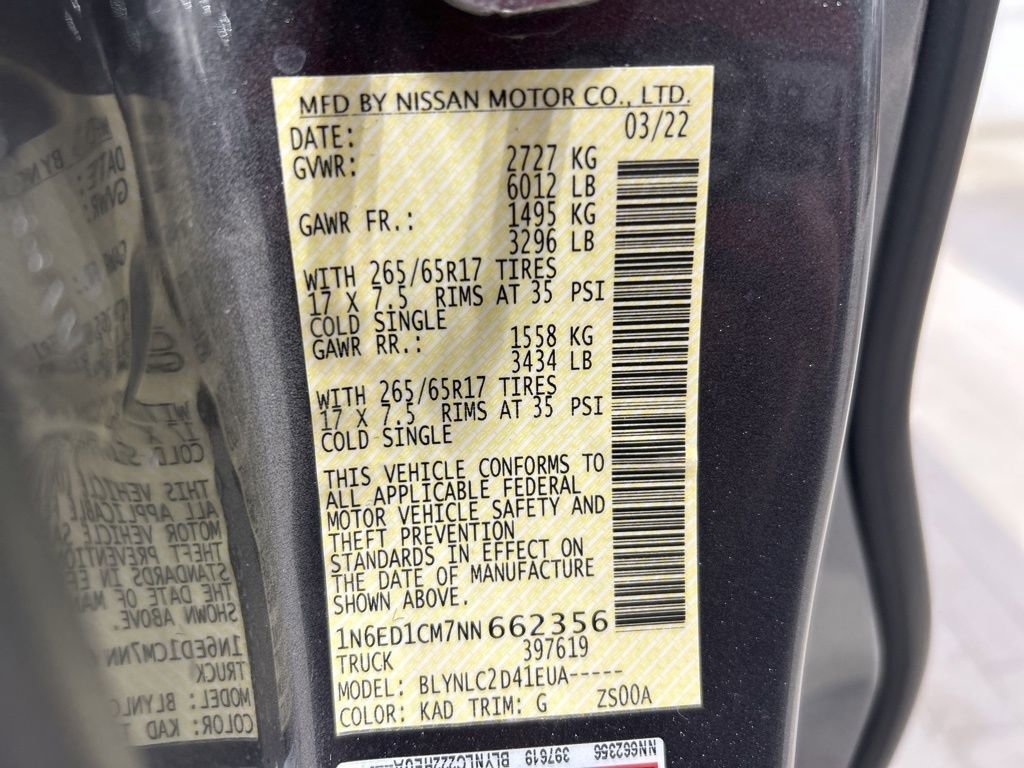 MFD BY NISSAN MOTOR CO., LTD.
DATE: 03/22
GVWR: 2727 KG
6012 LB
GAWR FR.: 1495 KG
3296 LB
WITH 265/65R17 TIRES
17 X 7.5 RIMS AT 35 PSI
COLD SINGLE
GAWR RR.: 1558 KG
3434 LB
WITH 265/65R17 TIRES
17 X 7.5 RIMS AT 35 PSI
COLD SINGLE
THIS VEHICLE CONFORMS TO
ALL APPLICABLE FEDERAL
MOTOR VEHICLE SAFETY AND
THEFT PREVENTION
STANDARDS IN EFFECT ON
THE DATE OF MANUFACTURE
SHOWN ABOVE.
1N6ED1CM7NN662356
TRUCK 397619
MODEL: BLYNLC2D41EUA-----
COLOR: KAD TRIM: G ZS00A
NN662356
397619